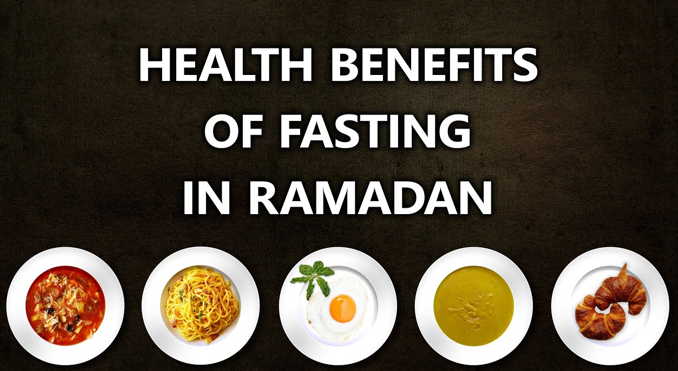 HEALTH BENEFITS
OF FASTING
IN RAMADAN